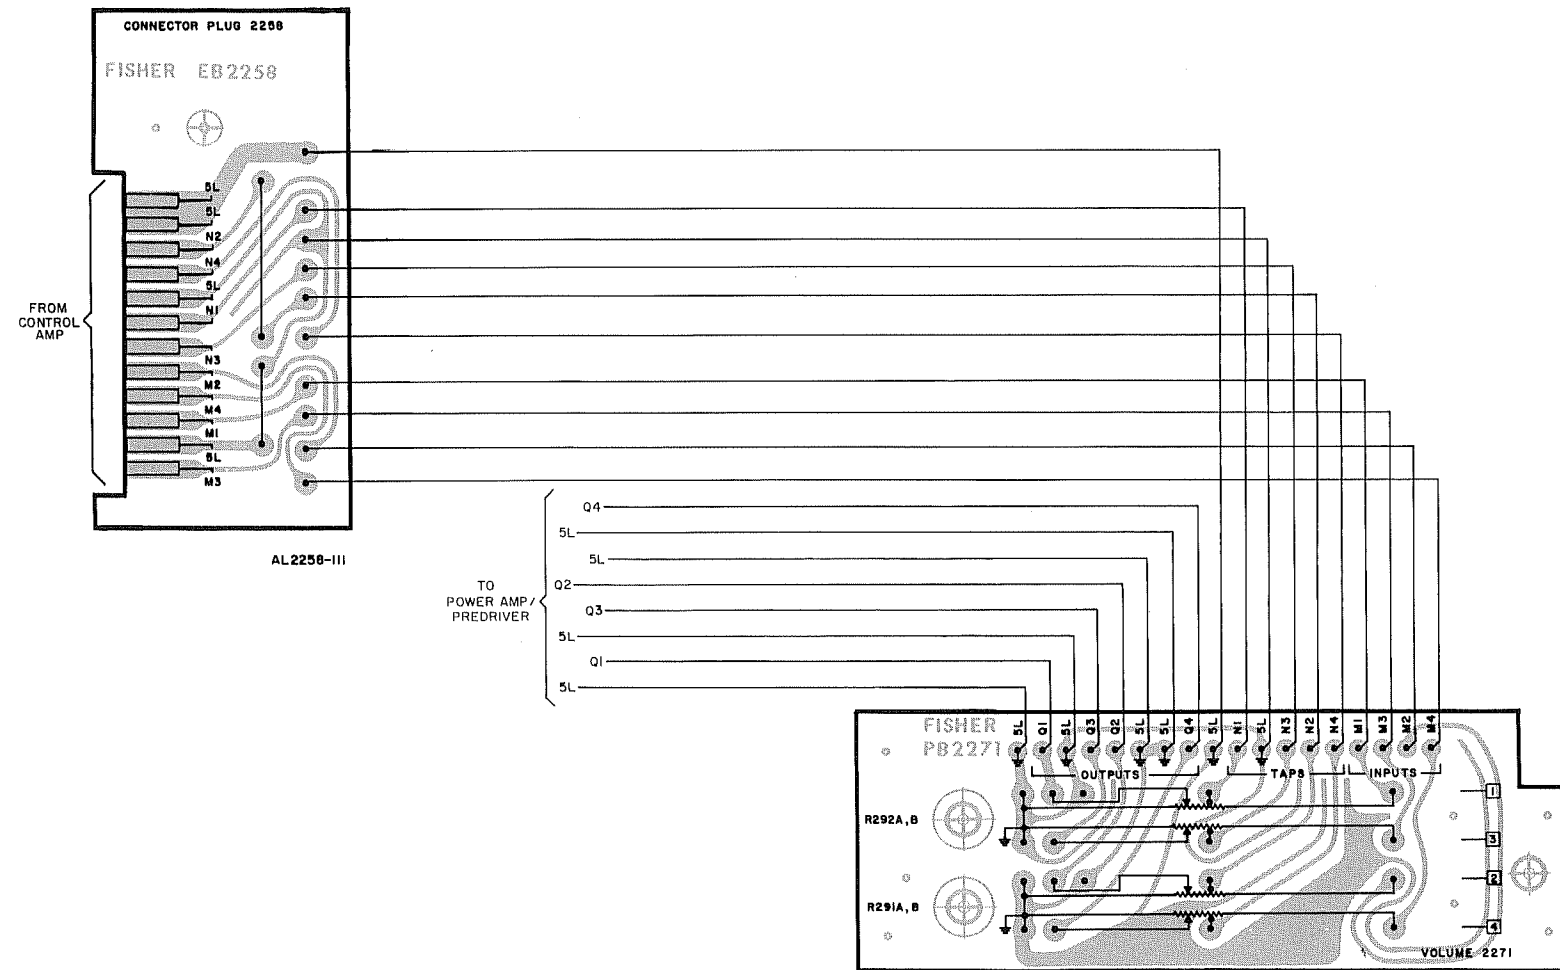 CONNECTOR PLUG 2258
FISHER EB2258
5L
5L
N2
N4
5L
N1
N3
M2
M4
M1
5L
M3
FROM
CONTROL
AMP
AL2258-111
TO
POWER AMP/
PREDRIVER
Q4
5L
5L
Q2
Q3
5L
Q1
5L
FISHER
PB2271
5L Q1 5L Q3 Q2 5L 5L Q4 5L N1 5L N3 N2 N4 M1 M3 M2 M4
OUTPUTS TAPS INPUTS
1
R292A,B
3
2
R291A,B
4
VOLUME 2271